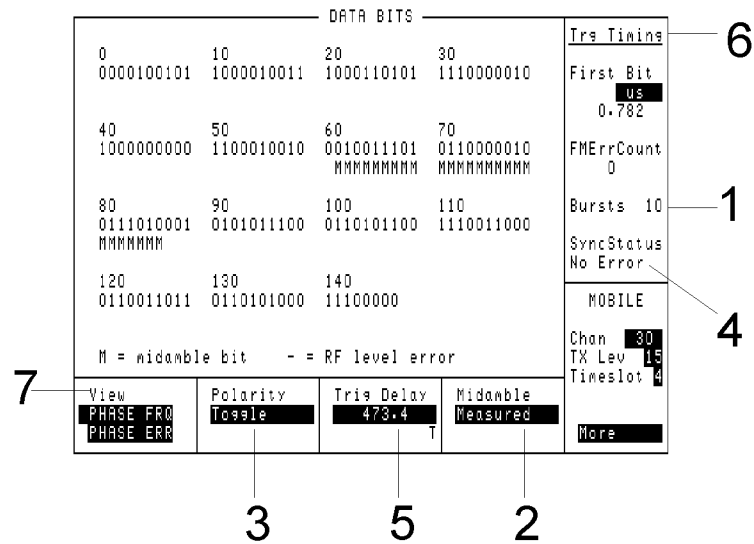 DATA BITS
0 10 20 30
0000100101 1000010011 1000110101 1110000010
40 50 60 70
1000000000 1100010010 0010011101 0110000010
MMMMMMMMM MMMMMMMMMM
80 90 100 110
0111010001 0101011100 0110101100 1110011000
MMMMMMM
120 130 140
0110011011 0110101000 11100000
M = midamble bit - = RF level error
Trg Timing
First Bit
us
0.782
FMErrCount
0
Bursts 10
SyncStatus
No Error
MOBILE
Chan 30
TX Lev 15
Timeslot 4
More
View
PHASE FRQ
PHASE ERR
Polarity
Toggle
Trig Delay
473.4
T
Midamble
Measured
6
1
4
7
3
5
2